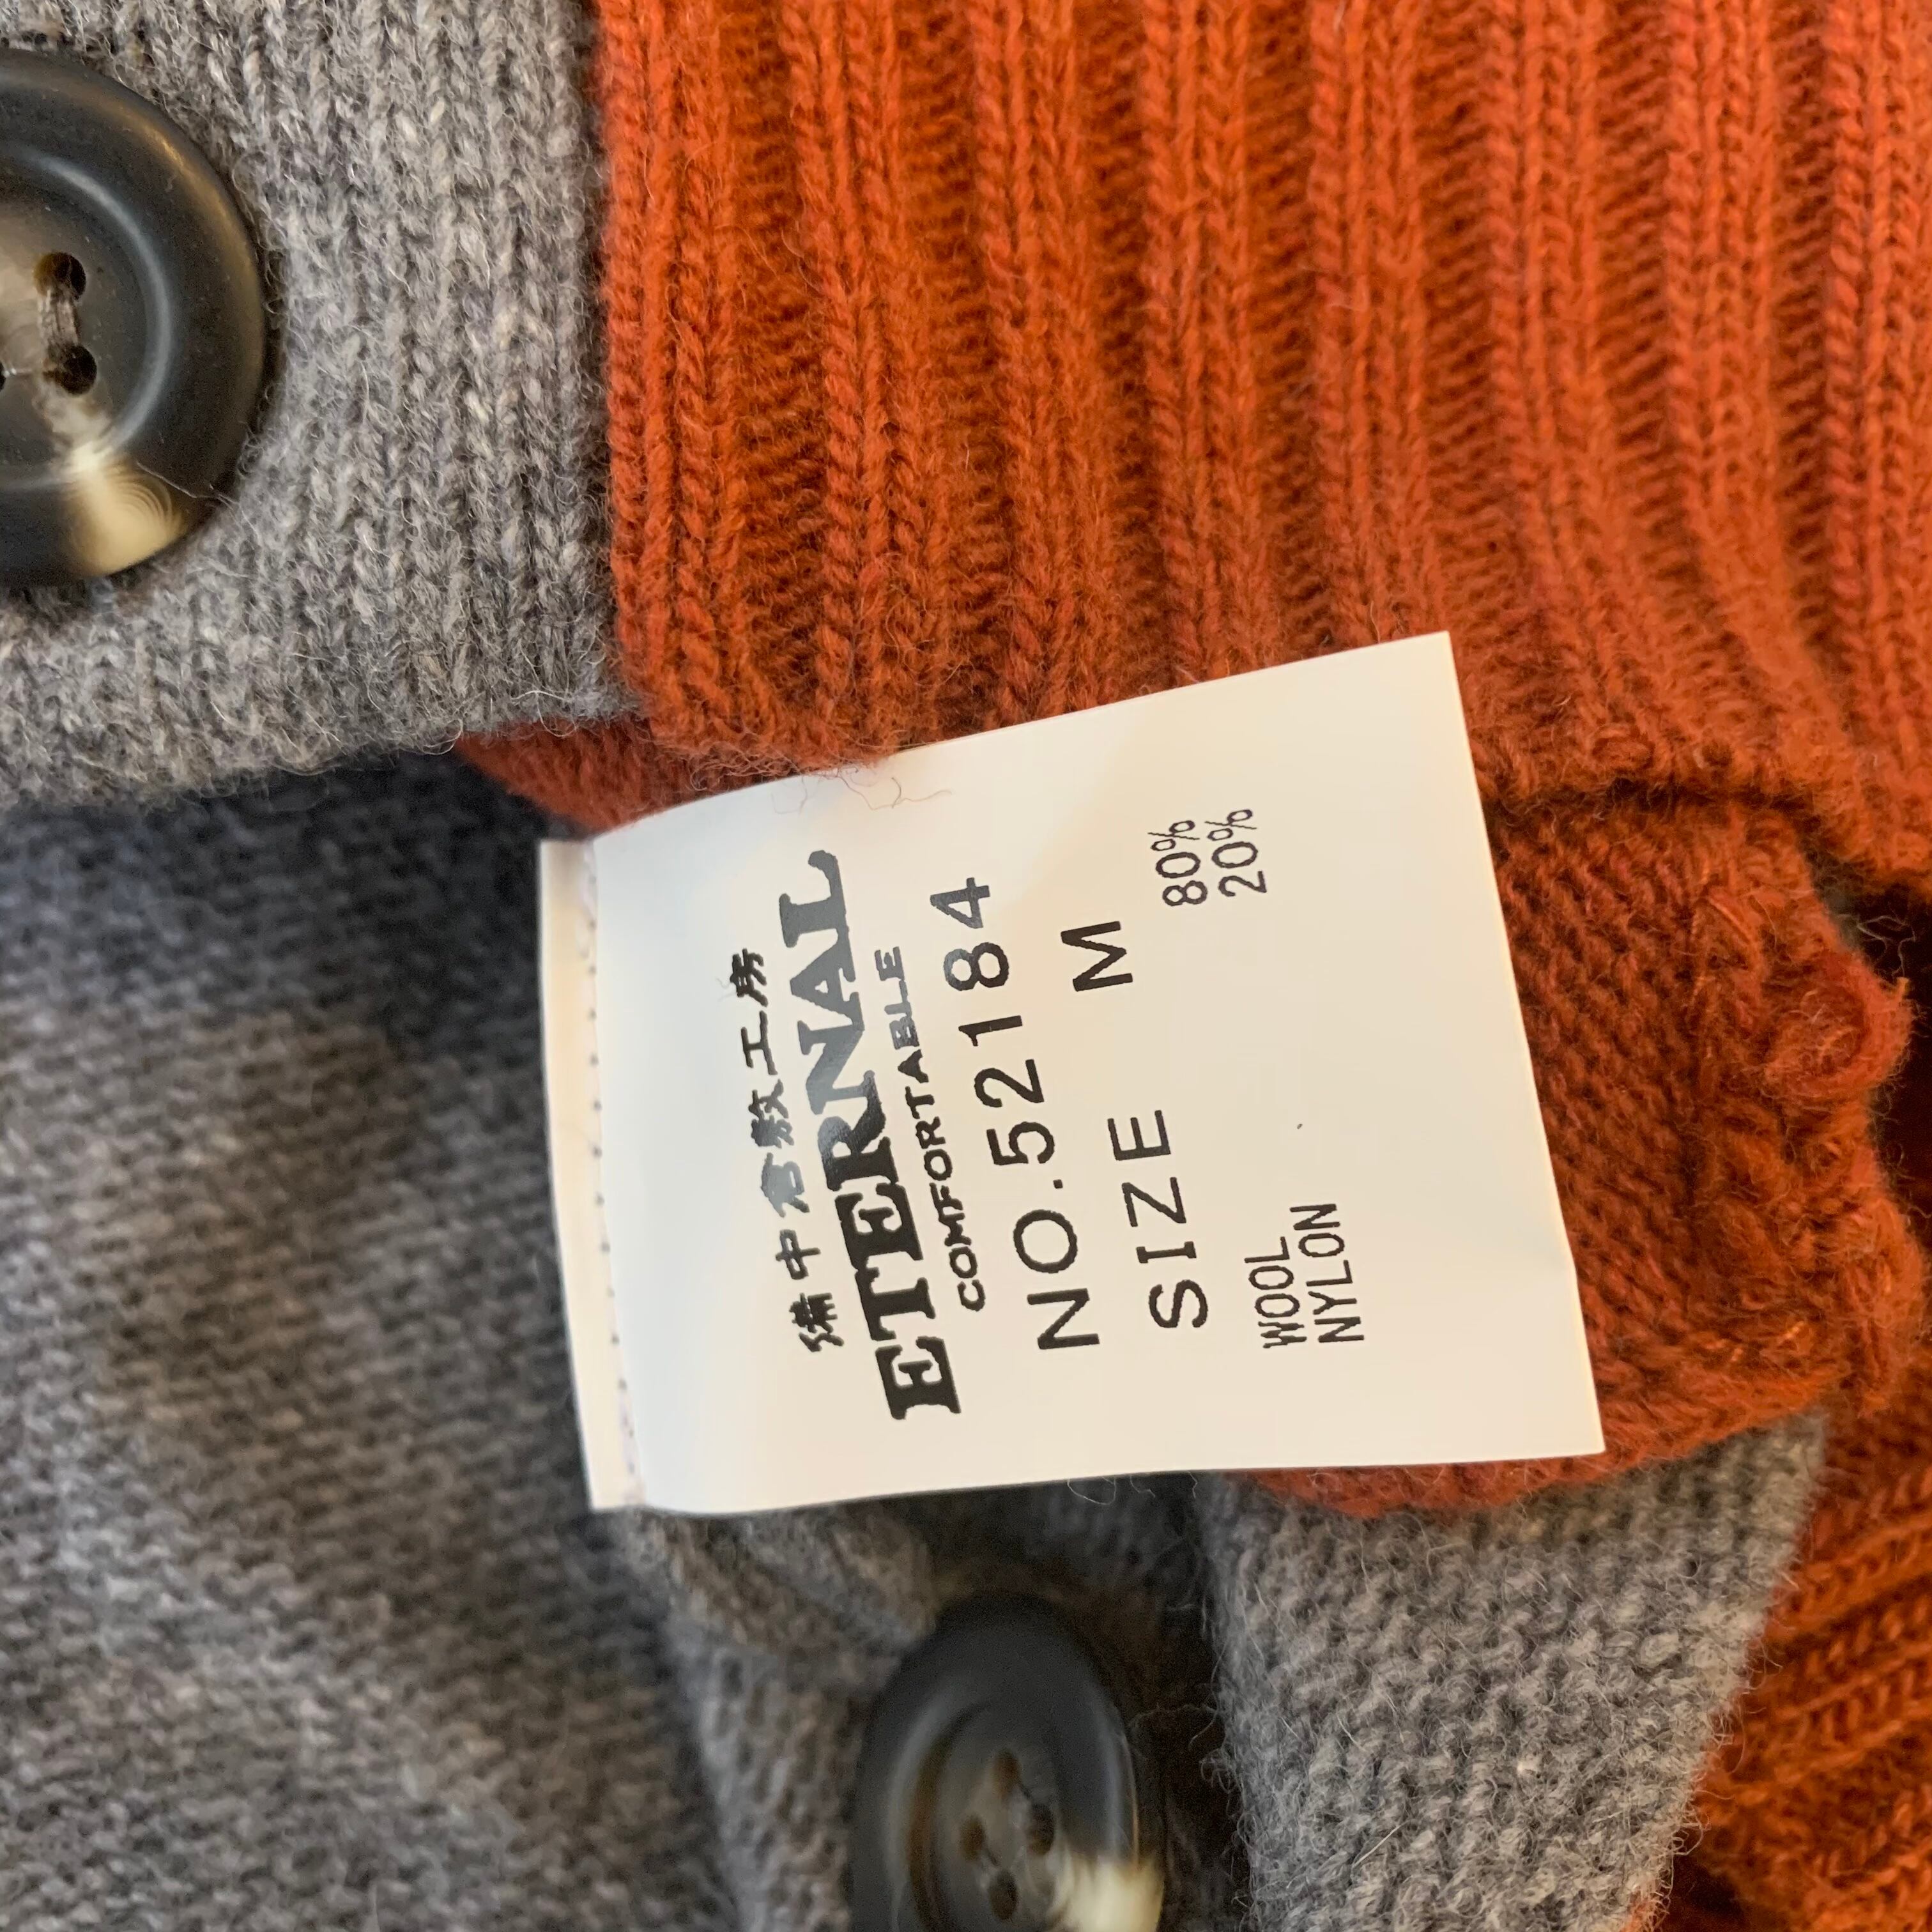 備中倉敷工房
ETERNAL
COMFORTABLE
NO.52184
SIZE M
WOOL 80%
NYLON 20%